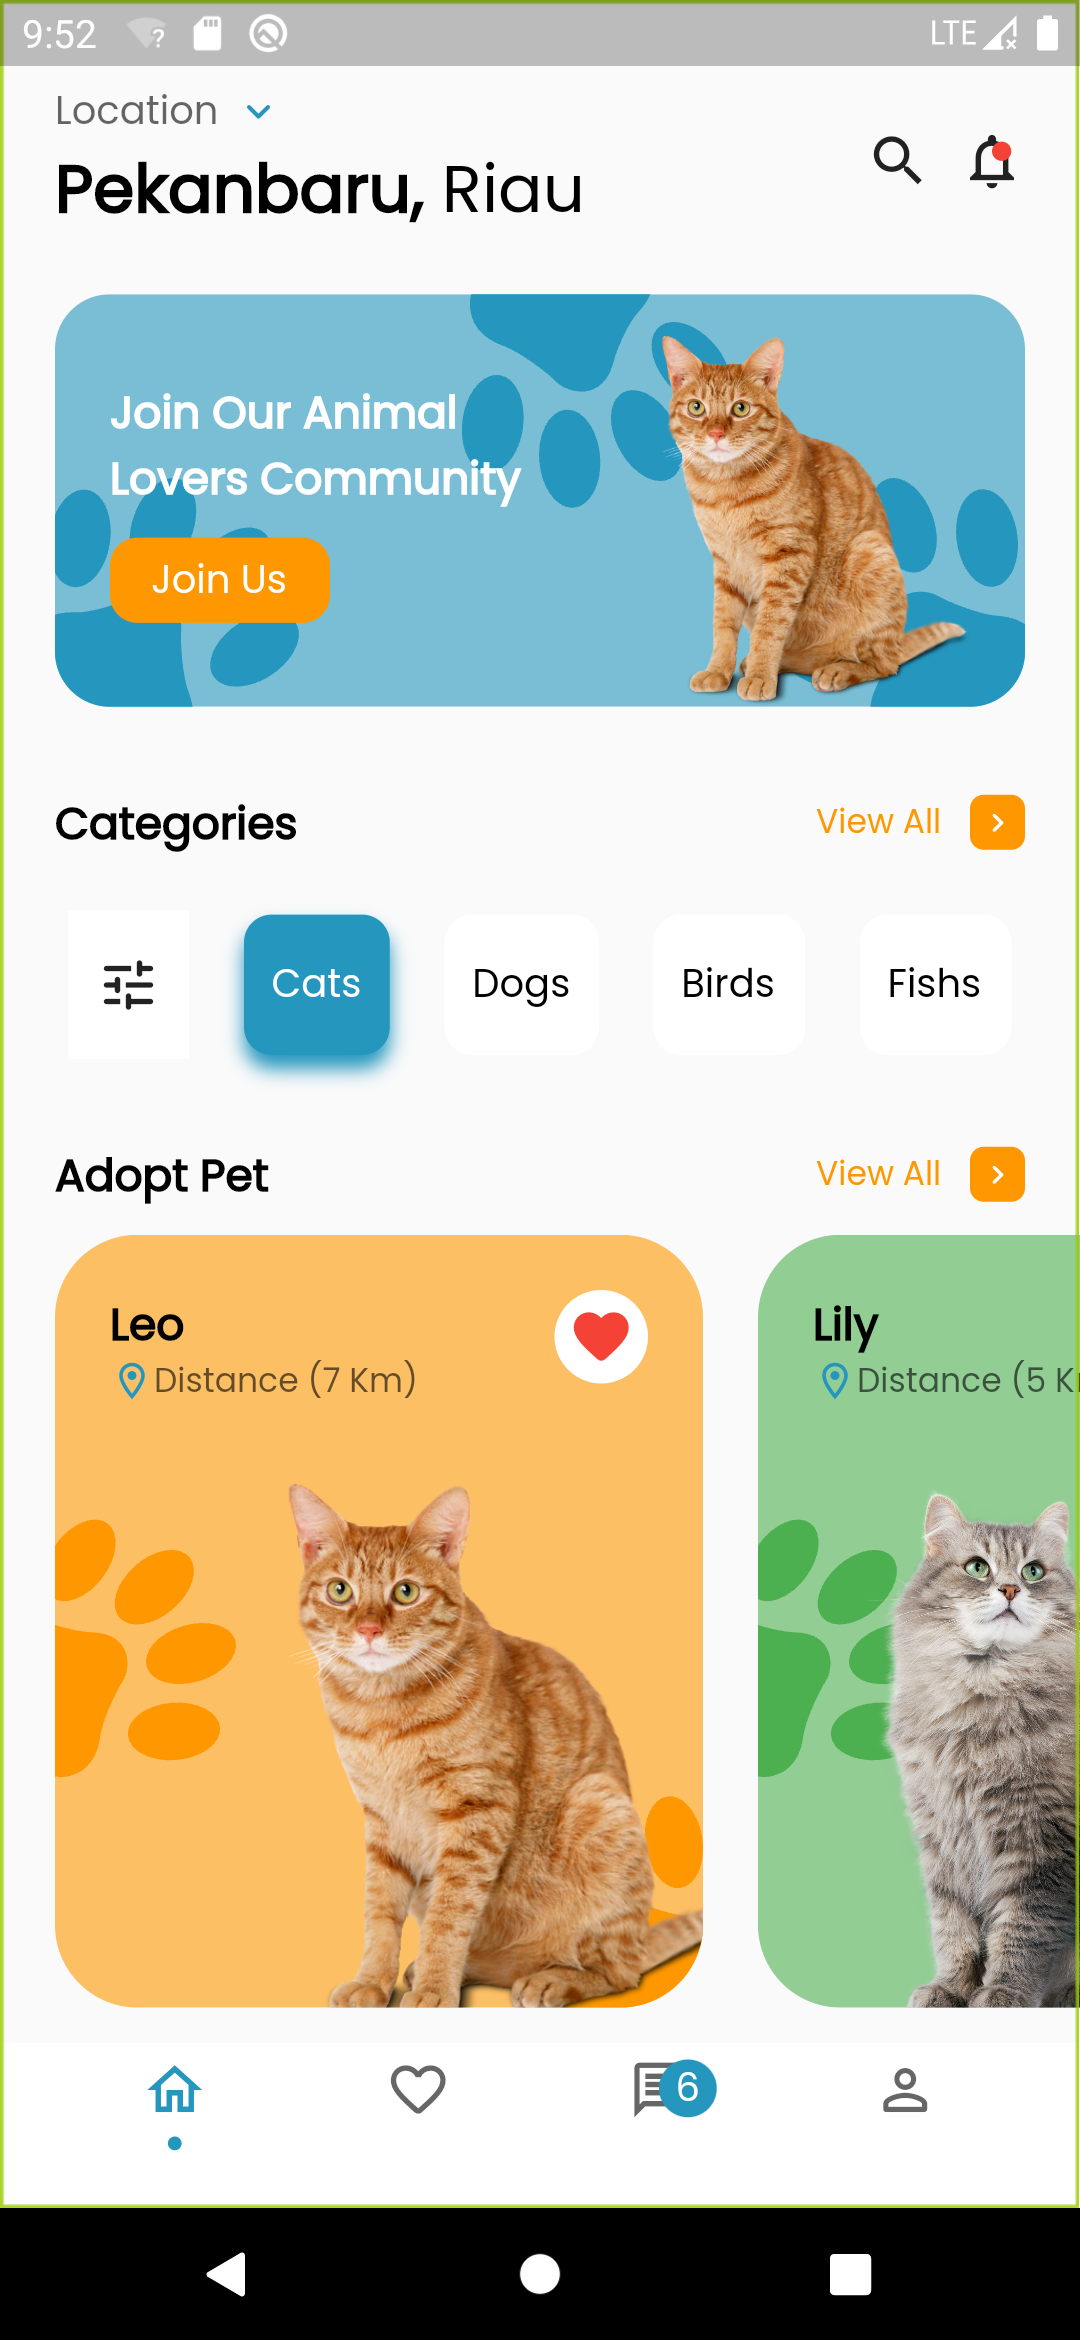 9:52
LTE
Location
Pekanbaru, Riau
Join Our Animal
Lovers Community
Join Us
Categories
View All
Cats
Dogs
Birds
Fishs
Adopt Pet
View All
Leo
Distance (7 Km)
Lily
Distance (5 K
6